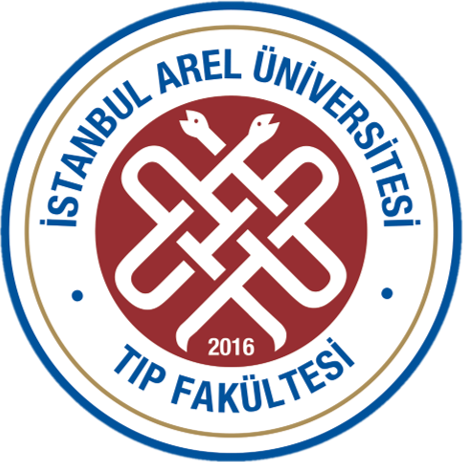 İSTANBUL AREL ÜNİVERSİTESİ
2016
TIP FAKÜLTESİ